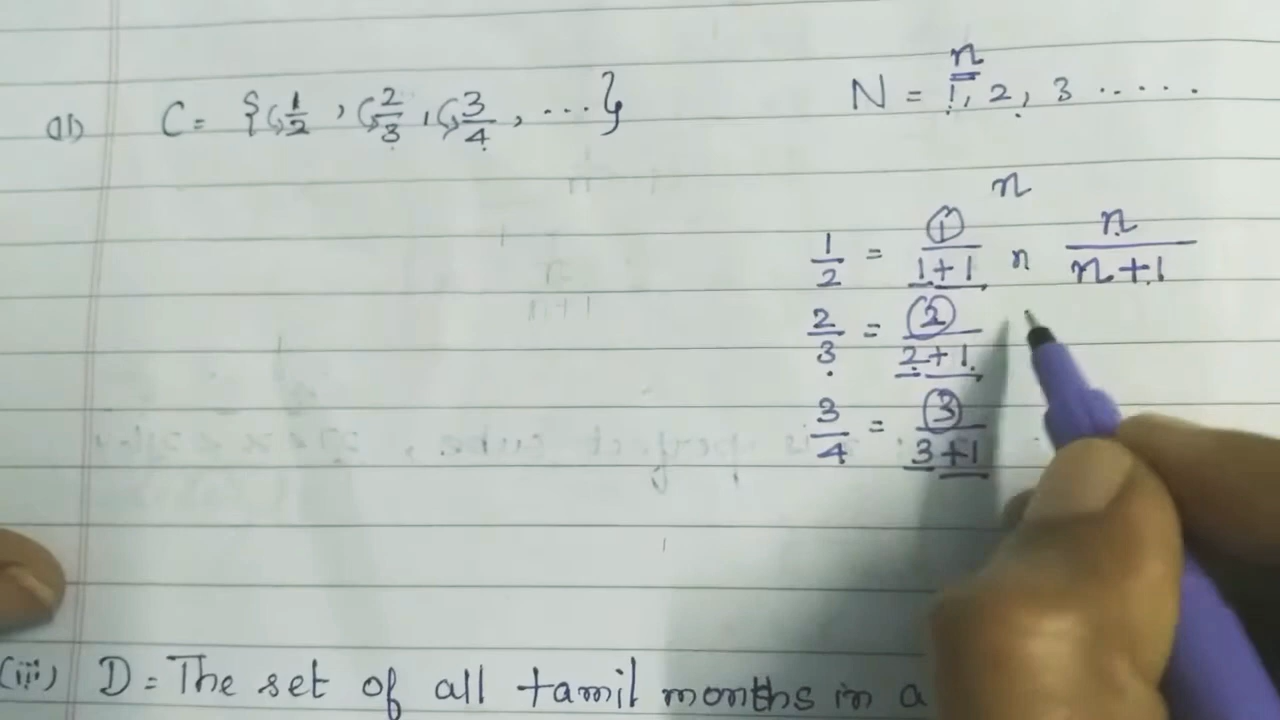 (ii) C = { 1/2 , 2/3 , 3/4 , ... }
N = 1, 2, 3 .....
n
n
1/2 = 1/(1+1) n n/(n+1)
2/3 = 2/(2+1)
3/4 = 3/(3+1)
(iii) D = The set of all tamil months in a